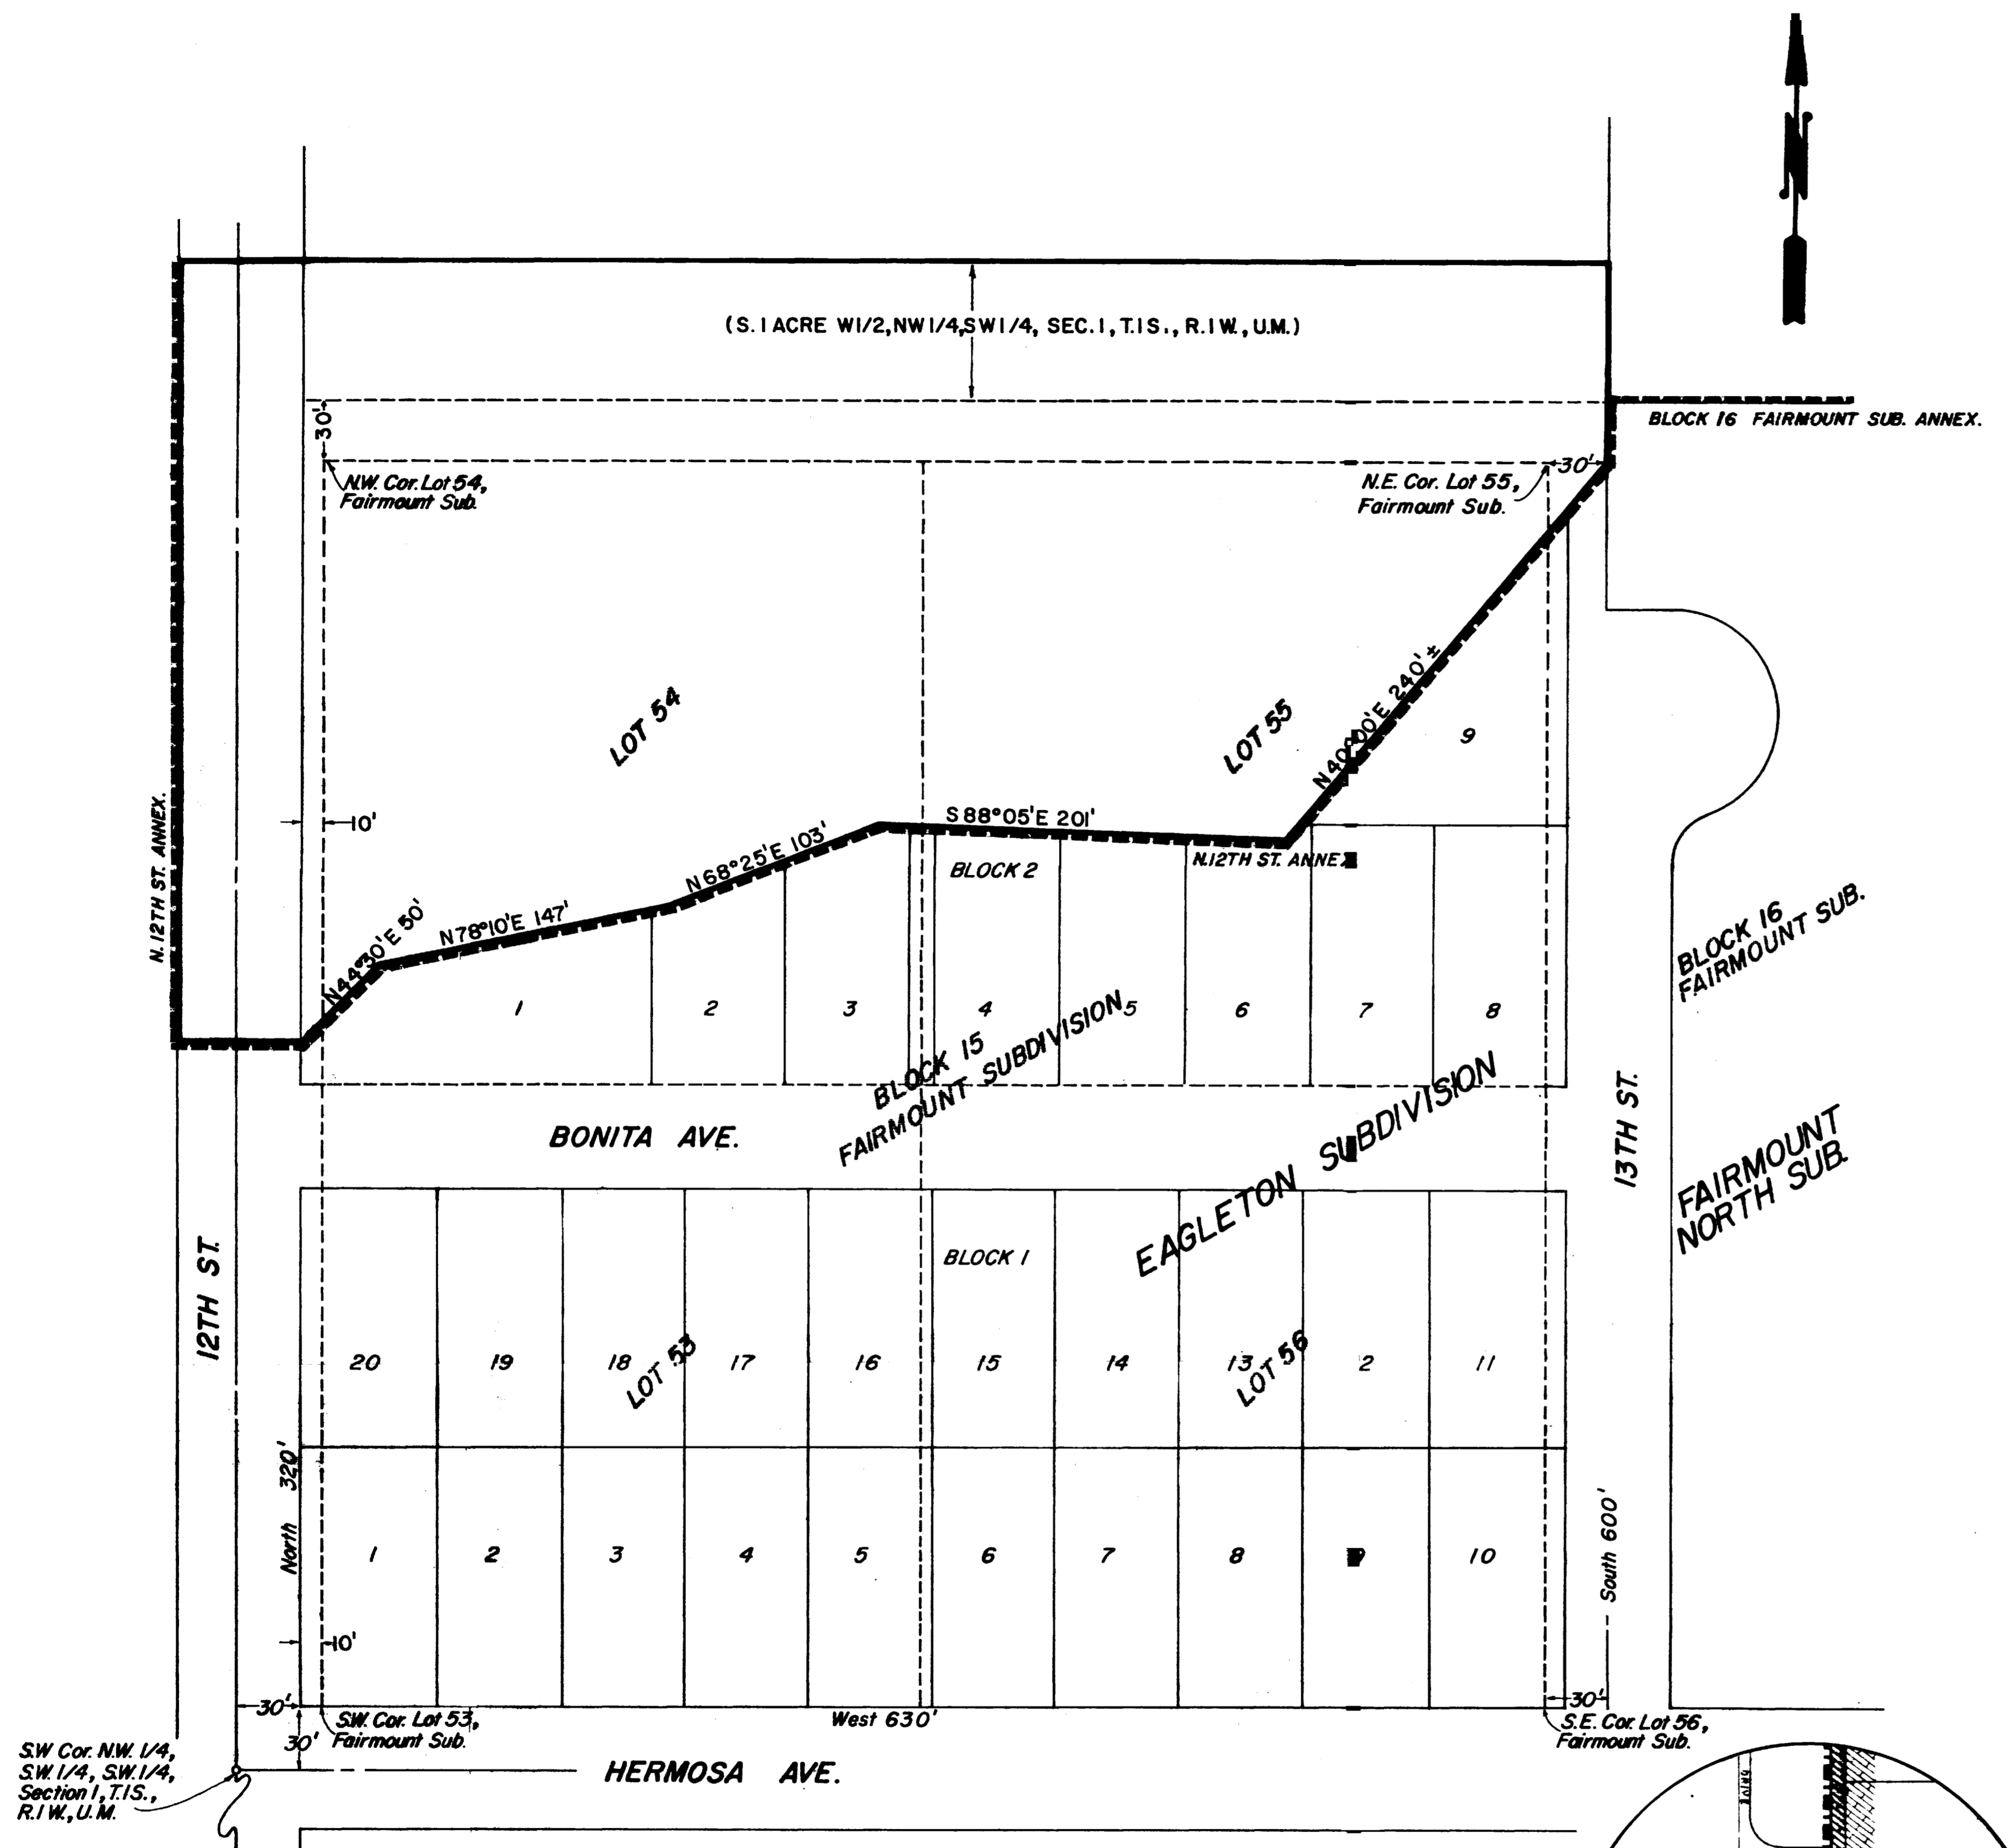 N
(S. 1 ACRE W1/2, NW1/4, SW1/4, SEC. 1, T.1S., R.1W., U.M.)
BLOCK 16 FAIRMOUNT SUB. ANNEX.
30'
30'
N.W. Cor. Lot 54,
Fairmount Sub.
N.E. Cor. Lot 55,
Fairmount Sub.
LOT 54
LOT 55
N40°00'E 240'±
9
N. 12TH ST. ANNEX.
10'
S 88°05'E 201'
N 68°25'E 103'
N.12TH ST. ANNEX
BLOCK 2
N78°10'E 147'
N44°30'E 50'
BLOCK 16
FAIRMOUNT SUB.
1
2
3
4
5
6
7
8
BLOCK 15
FAIRMOUNT SUBDIVISION
BONITA AVE.
EAGLETON SUBDIVISION
13TH ST.
FAIRMOUNT
NORTH SUB.
12TH ST.
BLOCK 1
20
19
18
17
16
15
14
13
2
11
LOT 53
LOT 56
North 320'
South 600'
1
2
3
4
5
6
7
8
9
10
10'
30'
30'
30'
S.W. Cor. Lot 53,
Fairmount Sub.
West 630'
S.E. Cor. Lot 56,
Fairmount Sub.
S.W Cor. N.W. 1/4,
S.W. 1/4, S.W. 1/4,
Section 1, T.1S.,
R.1W., U.M.
HERMOSA AVE.